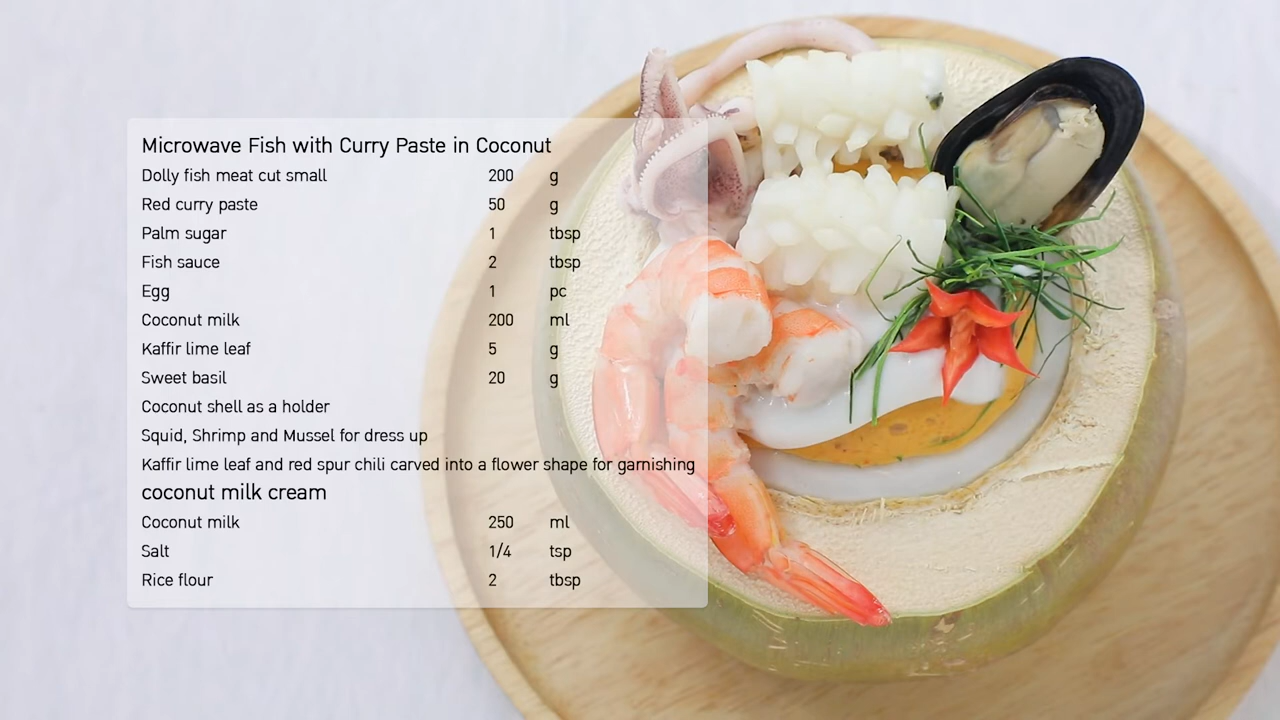 Microwave Fish with Curry Paste in Coconut
Dolly fish meat cut small 200 g
Red curry paste 50 g
Palm sugar 1 tbsp
Fish sauce 2 tbsp
Egg 1 pc
Coconut milk 200 ml
Kaffir lime leaf 5 g
Sweet basil 20 g
Coconut shell as a holder
Squid, Shrimp and Mussel for dress up
Kaffir lime leaf and red spur chili carved into a flower shape for garnishing
coconut milk cream
Coconut milk 250 ml
Salt 1/4 tsp
Rice flour 2 tbsp